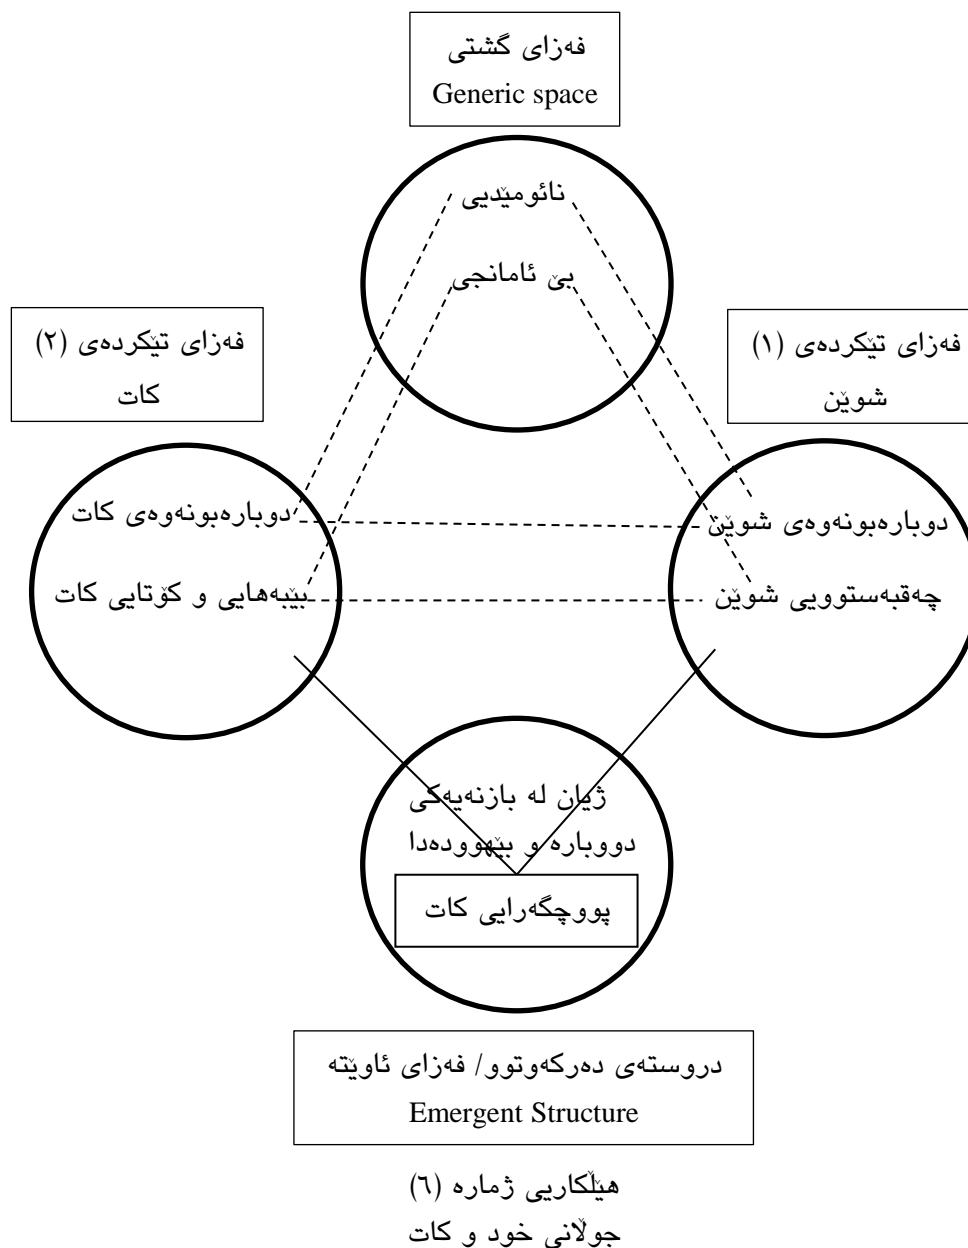 فەزای گشتی
Generic space
نائومێدیی
بێ ئامانجی
فەزای تێکردەی (١)
شوێن
فەزای تێکردەی (٢)
کات
دوبارەبونەوەی شوێن
چەقبەستوویی شوێن
دوبارەبونەوەی کات
بێبەهایی و کۆتایی کات
ژیان لە بازنەیەکی
دووبارە و بێهوودەدا
پووچگەرایی کات
دروستەی دەرکەوتوو/ فەزای ئاوێتە
Emergent Structure
هێڵکاریی ژمارە (٦)
جوڵانی خود و کات